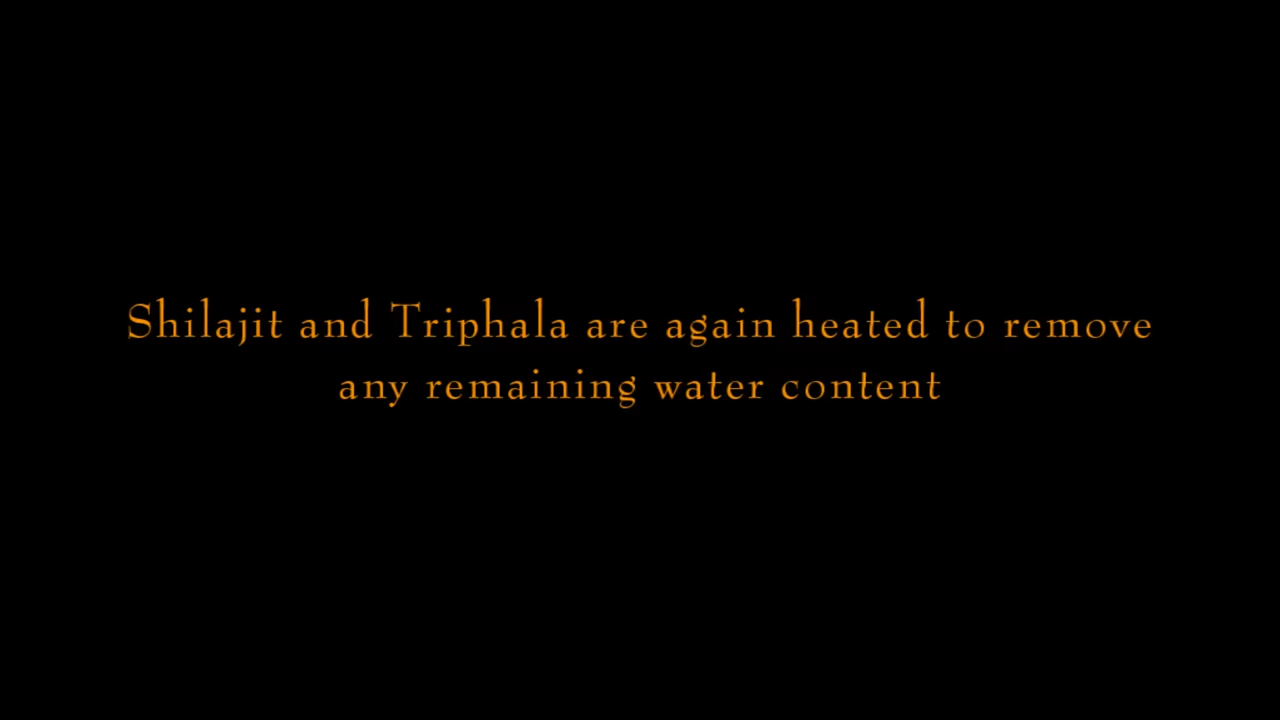 Shilajit and Triphala are again heated to remove
any remaining water content